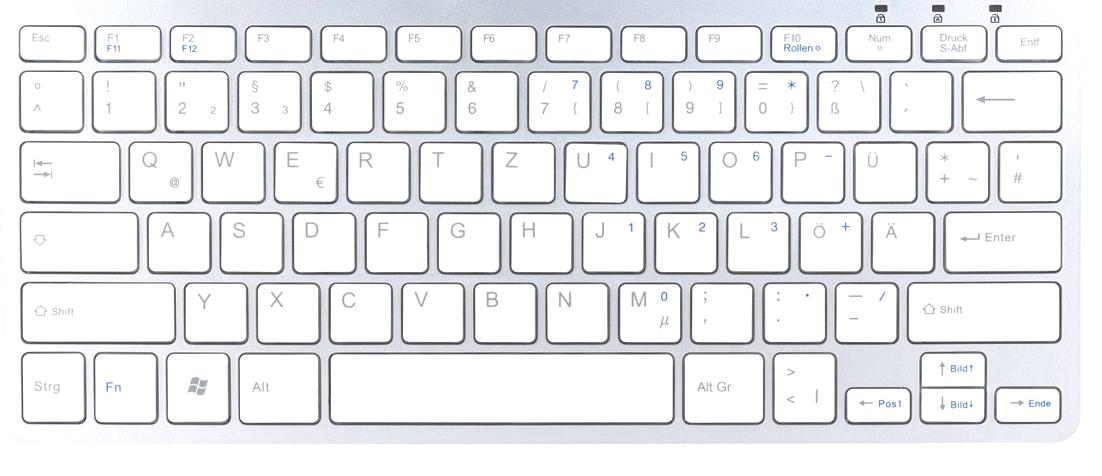 Esc F1 F2 F3 F4 F5 F6 F7 F8 F9 F10 Num Druck Entf
F11 F12 Rollen S-Abf
° ! " § $ % & / 7 ( 8 ) 9 = * ? \ `
^ 1 2 2 3 3 4 5 6 7 { 8 [ 9 ] 0 } ß ´
Q W E R T Z U 4 I 5 O 6 P - Ü * '
@ € + ~ #
A S D F G H J 1 K 2 L 3 Ö + Ä Enter
Shift Y X C V B N M 0 ; : · — / Shift
µ , . -
Strg Fn Alt Alt Gr > Bild↑
< | ← Pos1 ↓ Bild↓ → Ende